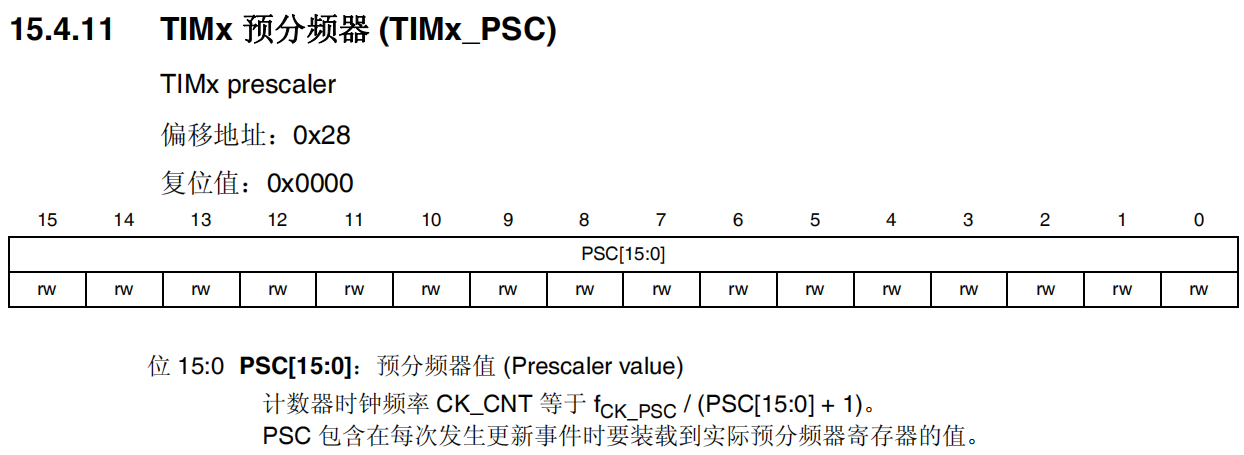 15.4.11 TIMx 预分频器 (TIMx_PSC)
TIMx prescaler
偏移地址：0x28
复位值：0x0000
15 14 13 12 11 10 9 8 7 6 5 4 3 2 1 0
PSC[15:0]
rw rw rw rw rw rw rw rw rw rw rw rw rw rw rw rw
位 15:0 PSC[15:0]：预分频器值 (Prescaler value)
计数器时钟频率 CK_CNT 等于 fCK_PSC / (PSC[15:0] + 1)。
PSC 包含在每次发生更新事件时要装载到实际预分频器寄存器的值。